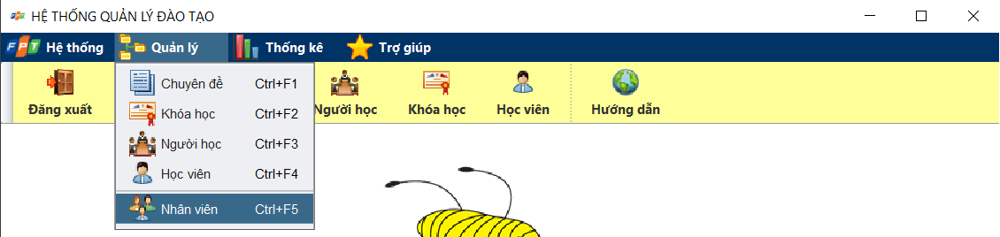 HỆ THỐNG QUẢN LÝ ĐÀO TẠO
FPT Hệ thống Quản lý Thống kê Trợ giúp
Đăng xuất Người học Khóa học Học viên Hướng dẫn
Chuyên đề Ctrl+F1
Khóa học Ctrl+F2
Người học Ctrl+F3
Học viên Ctrl+F4
Nhân viên Ctrl+F5